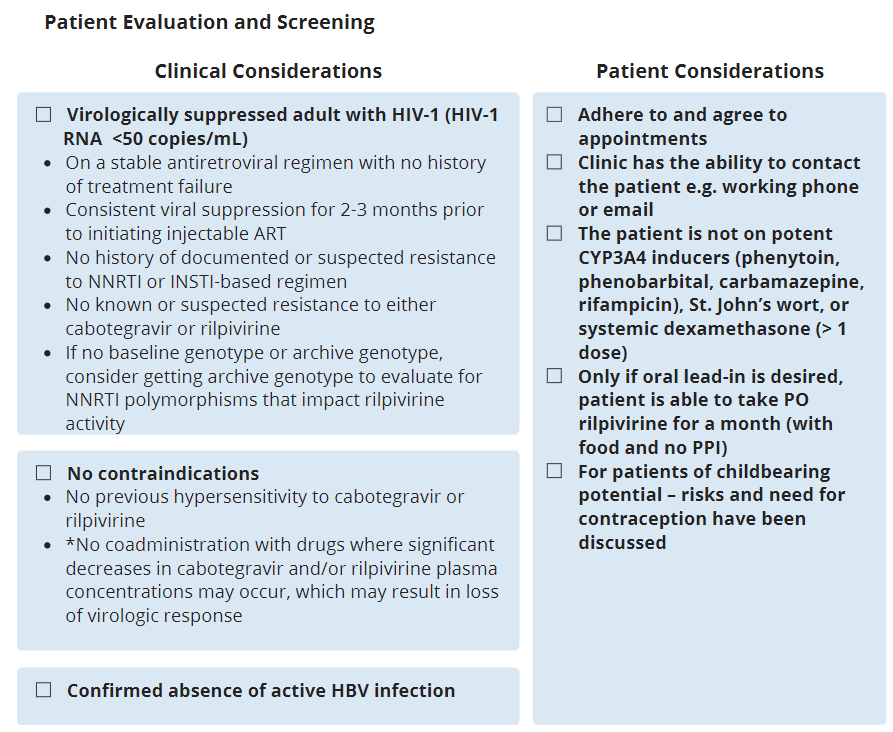 Patient Evaluation and Screening
Clinical Considerations
☐ Virologically suppressed adult with HIV-1 (HIV-1
RNA <50 copies/mL)
• On a stable antiretroviral regimen with no history
of treatment failure
• Consistent viral suppression for 2-3 months prior
to initiating injectable ART
• No history of documented or suspected resistance
to NNRTI or INSTI-based regimen
• No known or suspected resistance to either
cabotegravir or rilpivirine
• If no baseline genotype or archive genotype,
consider getting archive genotype to evaluate for
NNRTI polymorphisms that impact rilpivirine
activity
☐ No contraindications
• No previous hypersensitivity to cabotegravir or
rilpivirine
• *No coadministration with drugs where significant
decreases in cabotegravir and/or rilpivirine plasma
concentrations may occur, which may result in loss
of virologic response
☐ Confirmed absence of active HBV infection
Patient Considerations
☐ Adhere to and agree to
appointments
☐ Clinic has the ability to contact
the patient e.g. working phone
or email
☐ The patient is not on potent
CYP3A4 inducers (phenytoin,
phenobarbital, carbamazepine,
rifampicin), St. John’s wort, or
systemic dexamethasone (> 1
dose)
☐ Only if oral lead-in is desired,
patient is able to take PO
rilpivirine for a month (with
food and no PPI)
☐ For patients of childbearing
potential – risks and need for
contraception have been
discussed